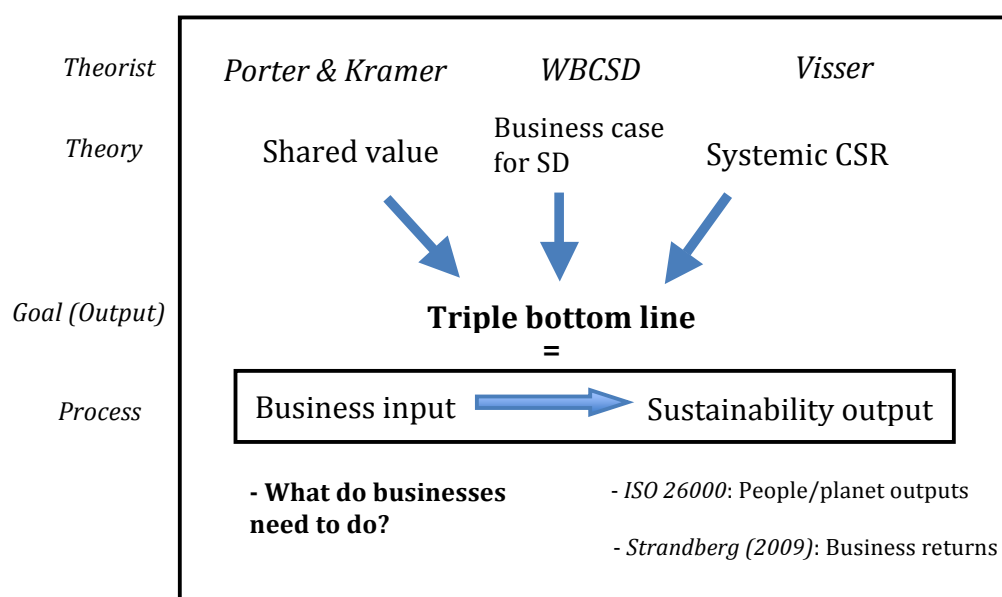 Theorist Porter & Kramer WBCSD Visser
Theory Shared value Business case for SD Systemic CSR
Goal (Output) Triple bottom line
=
Process Business input Sustainability output
- What do businesses need to do?
- ISO 26000: People/planet outputs
- Strandberg (2009): Business returns